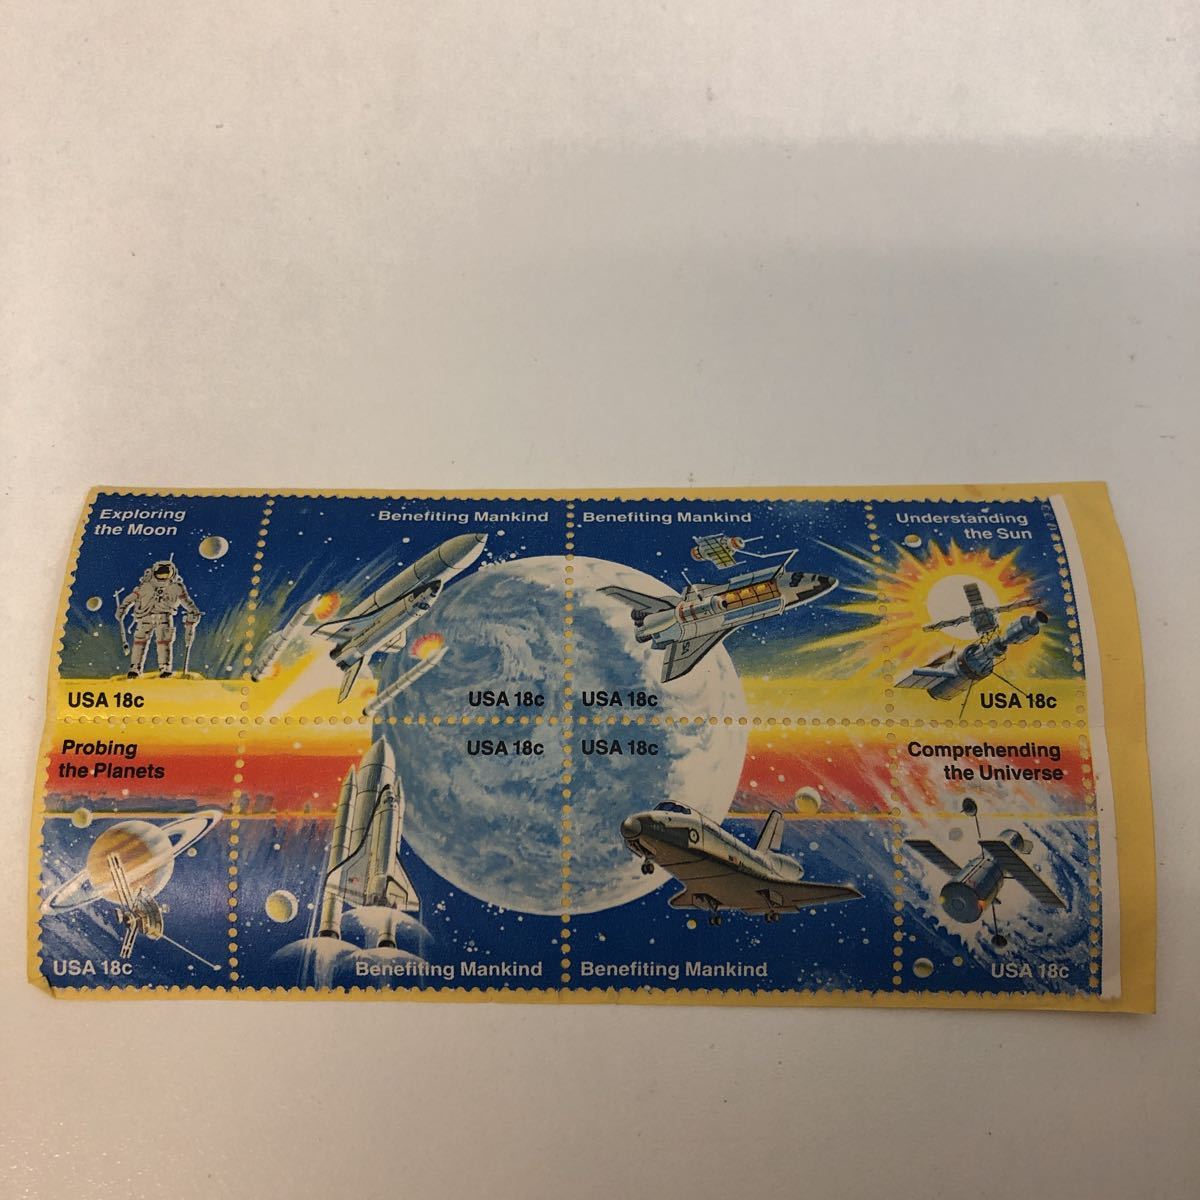 Exploring
the Moon
USA 18c
Benefiting Mankind
USA 18c
Benefiting Mankind
USA 18c
Understanding
the Sun
USA 18c
Probing
the Planets
USA 18c
USA 18c
Benefiting Mankind
USA 18c
Benefiting Mankind
Comprehending
the Universe
USA 18c